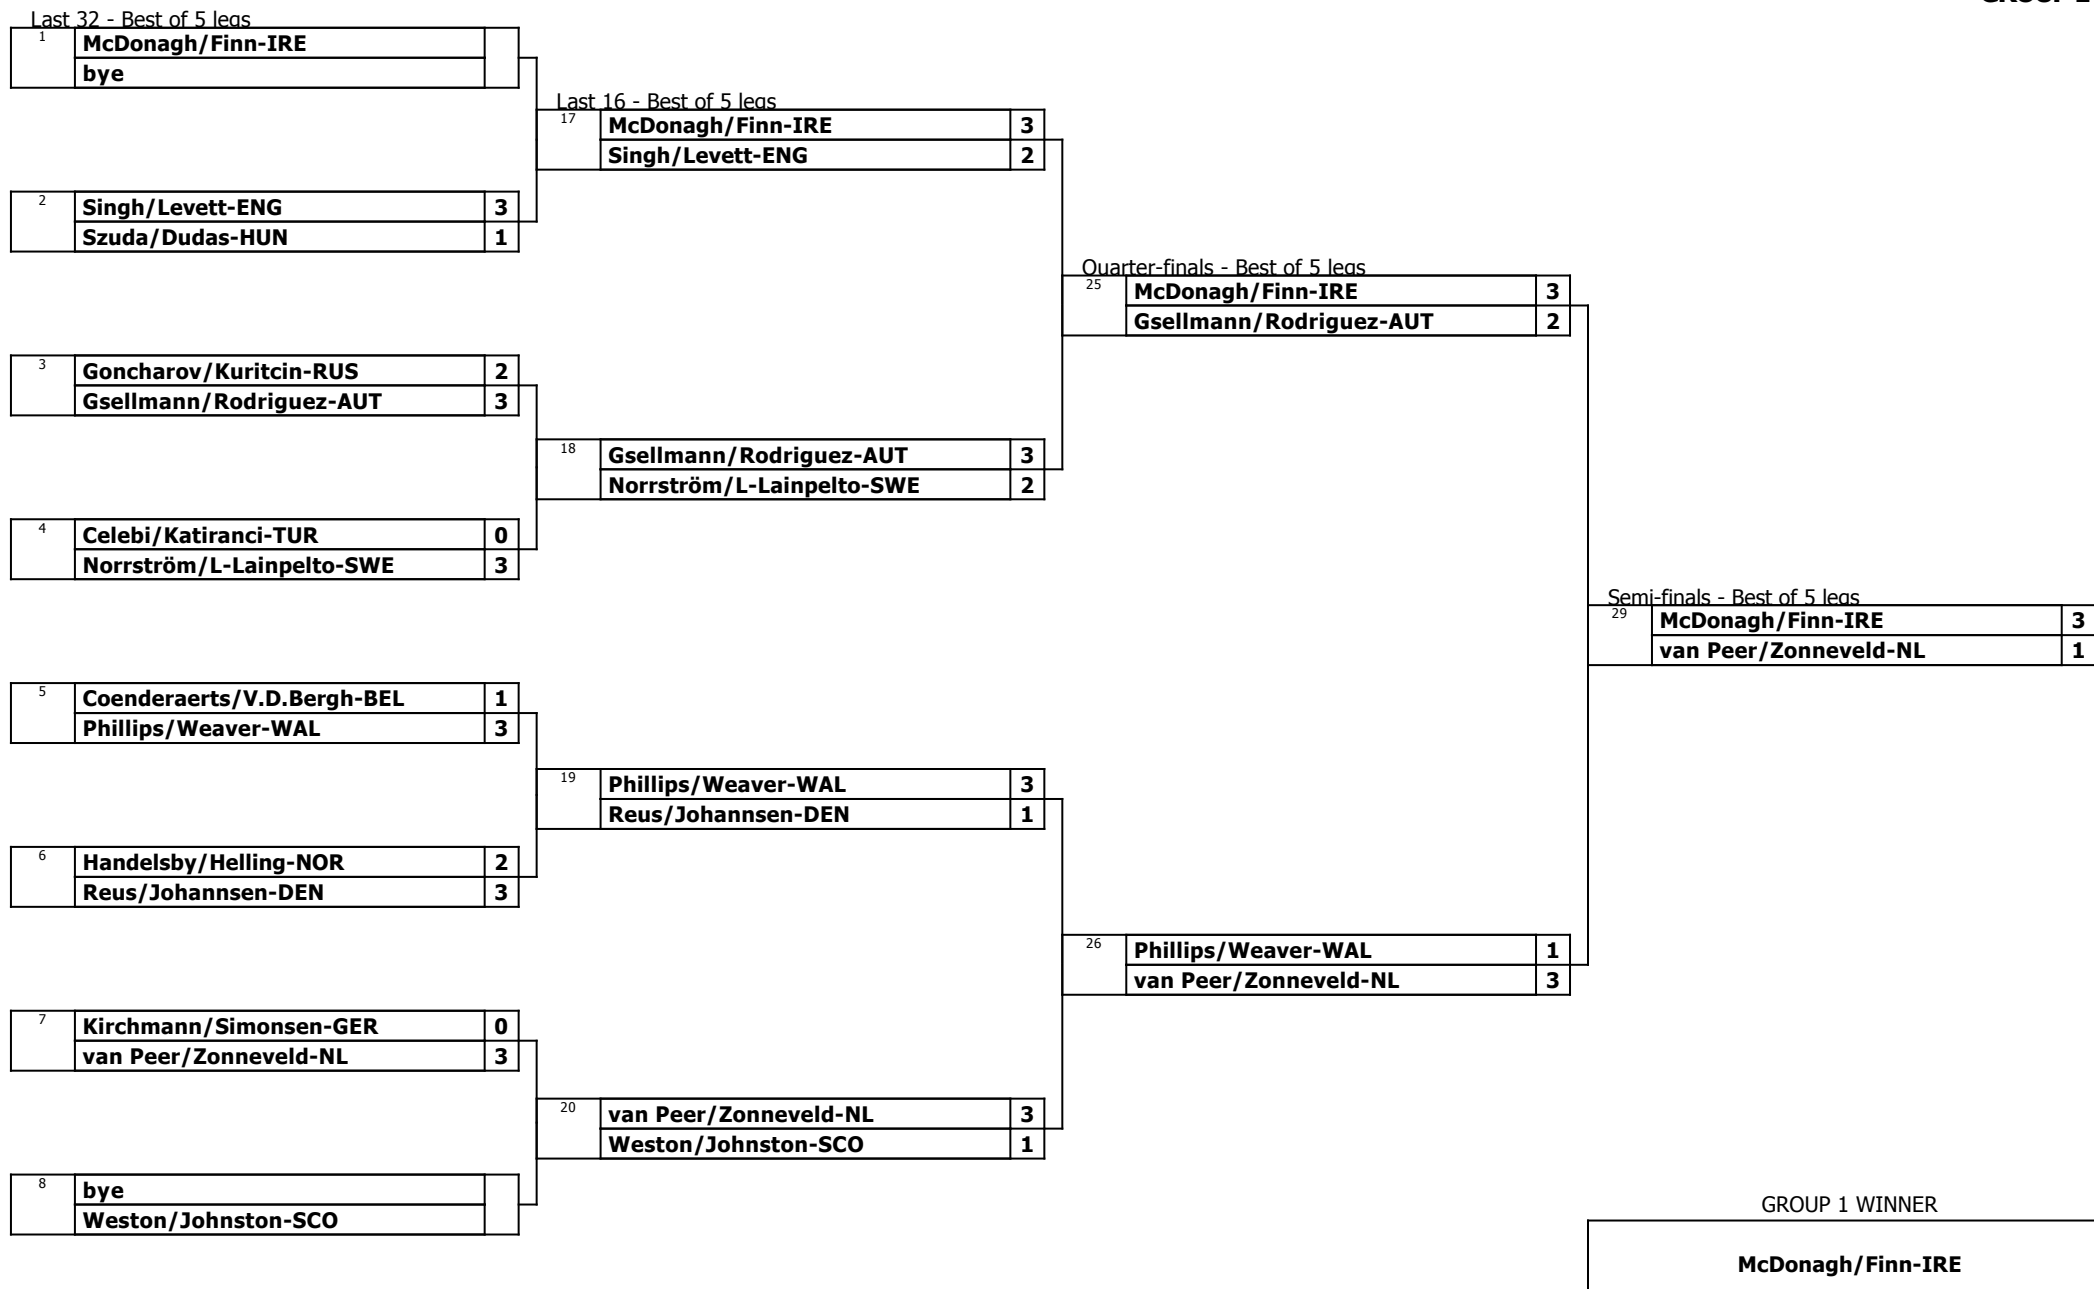 Last 32 - Best of 5 legs
1 McDonagh/Finn-IRE
bye
Last 16 - Best of 5 legs
17 McDonagh/Finn-IRE 3
Singh/Levett-ENG 2
2 Singh/Levett-ENG 3
Szuda/Dudas-HUN 1
Quarter-finals - Best of 5 legs
25 McDonagh/Finn-IRE 3
Gsellmann/Rodriguez-AUT 2
3 Goncharov/Kuritcin-RUS 2
Gsellmann/Rodriguez-AUT 3
18 Gsellmann/Rodriguez-AUT 3
Norrström/L-Lainpelto-SWE 2
4 Celebi/Katiranci-TUR 0
Norrström/L-Lainpelto-SWE 3
Semi-finals - Best of 5 legs
29 McDonagh/Finn-IRE 3
van Peer/Zonneveld-NL 1
5 Coenderaerts/V.D.Bergh-BEL 1
Phillips/Weaver-WAL 3
19 Phillips/Weaver-WAL 3
Reus/Johannsen-DEN 1
6 Handelsby/Helling-NOR 2
Reus/Johannsen-DEN 3
26 Phillips/Weaver-WAL 1
van Peer/Zonneveld-NL 3
7 Kirchmann/Simonsen-GER 0
van Peer/Zonneveld-NL 3
20 van Peer/Zonneveld-NL 3
Weston/Johnston-SCO 1
8 bye
Weston/Johnston-SCO
GROUP 1 WINNER
McDonagh/Finn-IRE